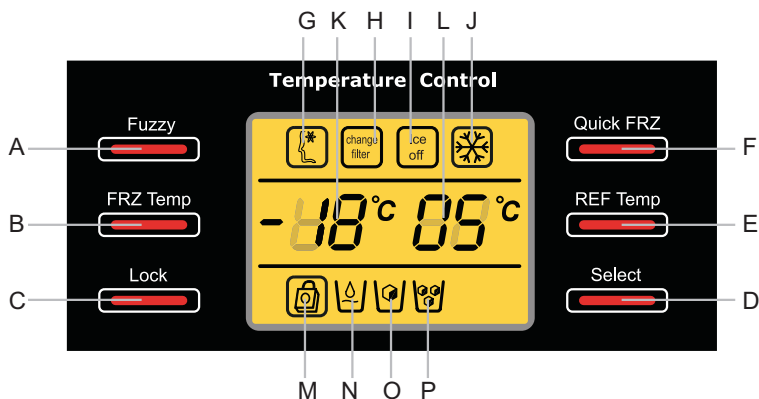 G K H I L J
Temperature Control
Fuzzy
Quick FRZ
change
filter
ice
off
A
F
FRZ Temp
REF Temp
-18°C 05°C
B
E
Lock
Select
C
D
M N O P